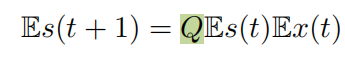 𝔼s(t + 1) = Q𝔼s(t)𝔼x(t)